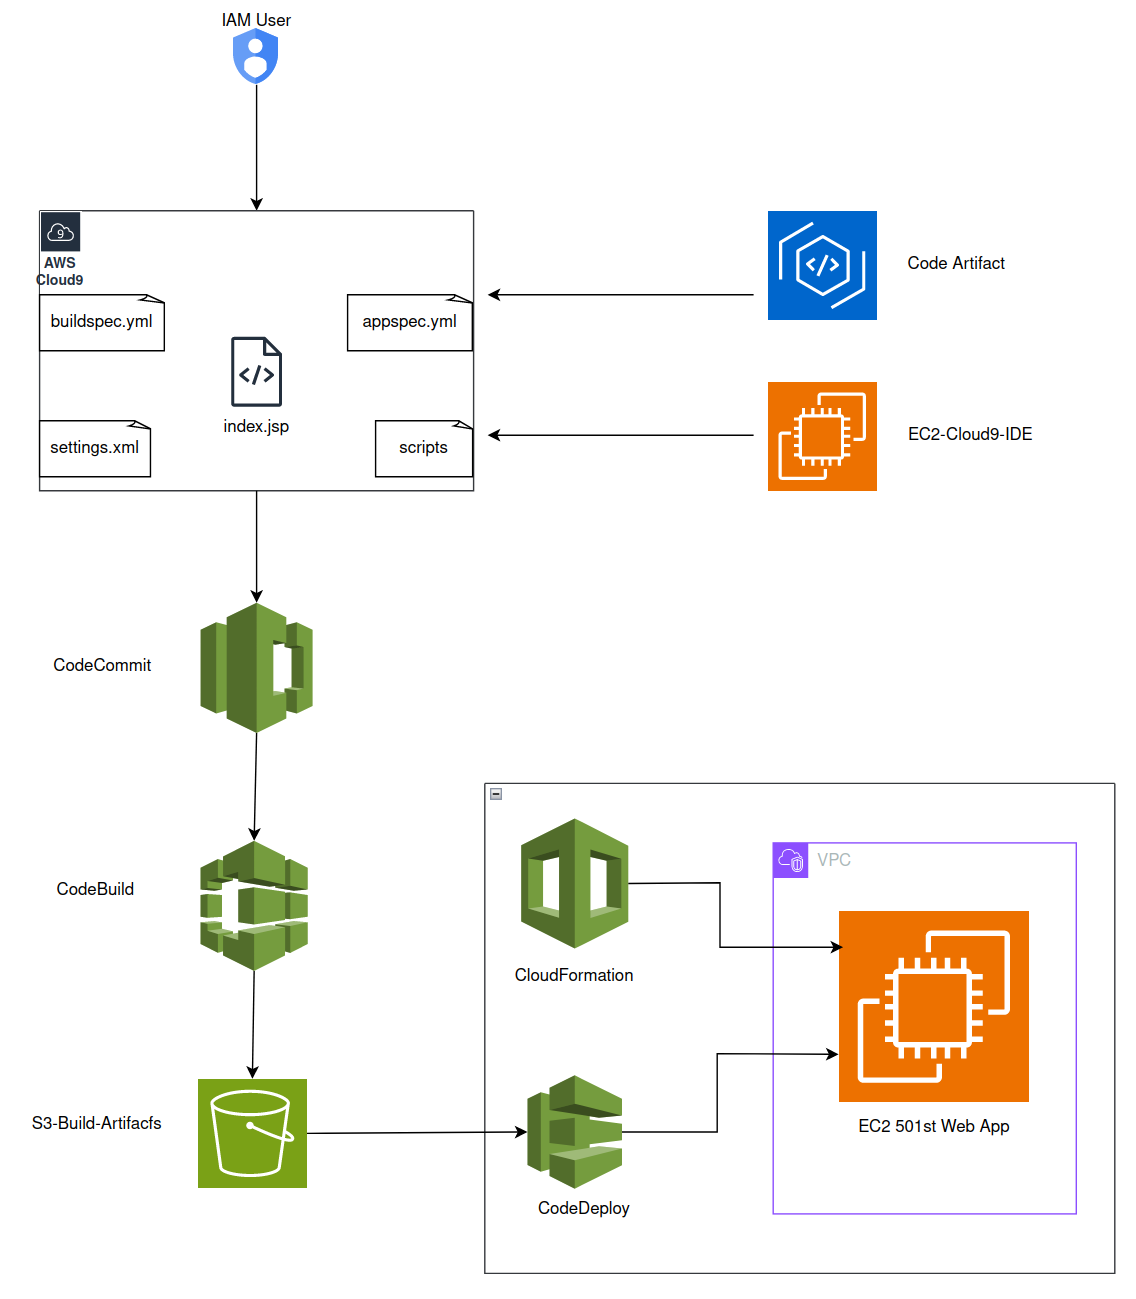 IAM User
9
AWS
Cloud9
buildspec.yml
appspec.yml
index.jsp
settings.xml
scripts
Code Artifact
EC2-Cloud9-IDE
CodeCommit
CodeBuild
S3-Build-Artifacfs
CloudFormation
CodeDeploy
VPC
EC2 501st Web App